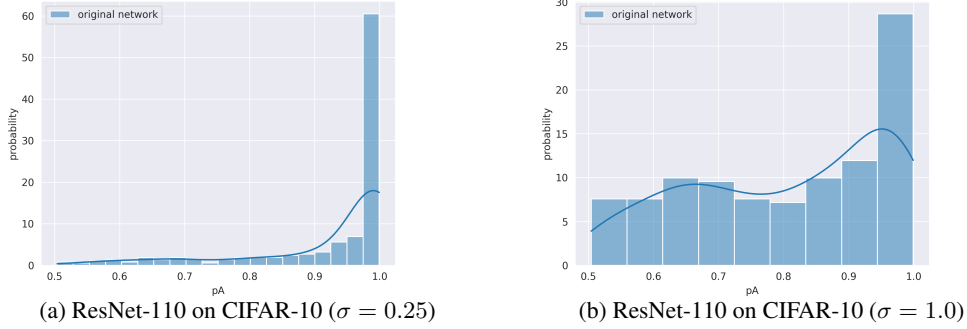 original network
probability
60
50
40
30
20
10
0
0.5 0.6 0.7 0.8 0.9 1.0
pA
(a) ResNet-110 on CIFAR-10 (σ = 0.25)
original network
probability
30
25
20
15
10
5
0
0.5 0.6 0.7 0.8 0.9 1.0
pA
(b) ResNet-110 on CIFAR-10 (σ = 1.0)